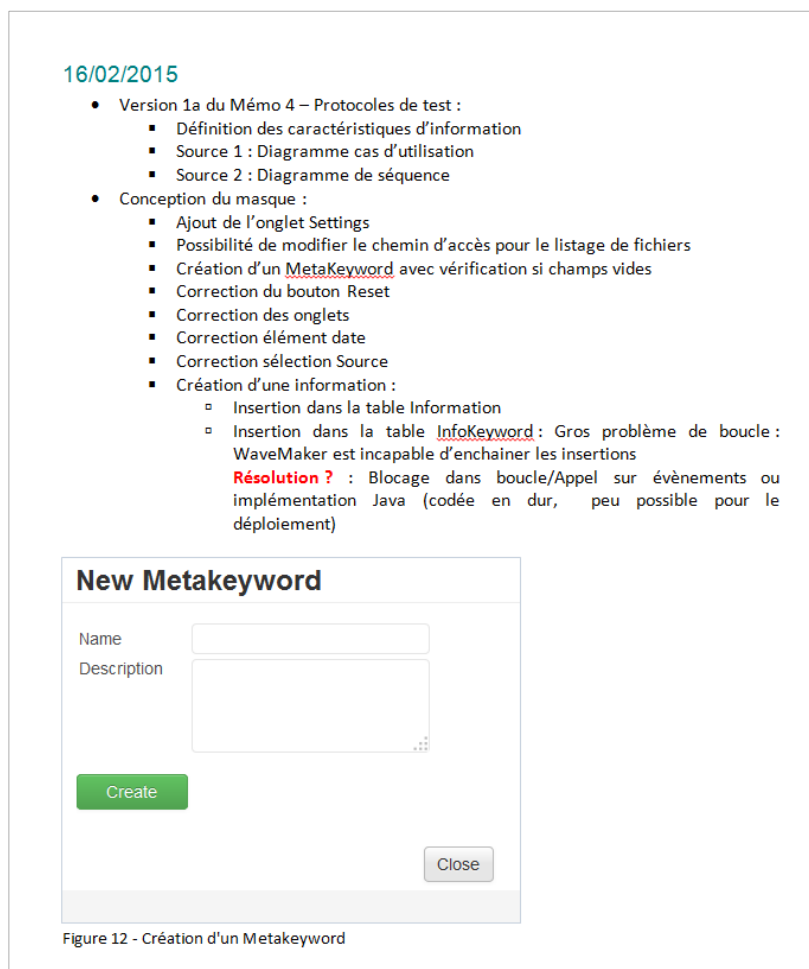 16/02/2015
• Version 1a du Mémo 4 – Protocoles de test :
▪ Définition des caractéristiques d’information
▪ Source 1 : Diagramme cas d’utilisation
▪ Source 2 : Diagramme de séquence
• Conception du masque :
▪ Ajout de l’onglet Settings
▪ Possibilité de modifier le chemin d’accès pour le listage de fichiers
▪ Création d’un MetaKeyword avec vérification si champs vides
▪ Correction du bouton Reset
▪ Correction des onglets
▪ Correction élément date
▪ Correction sélection Source
▪ Création d’une information :
▫ Insertion dans la table Information
▫ Insertion dans la table InfoKeyword : Gros problème de boucle :
WaveMaker est incapable d’enchainer les insertions
Résolution ? : Blocage dans boucle/Appel sur évènements ou
implémentation Java (codée en dur, peu possible pour le
déploiement)
New Metakeyword
Name
Description
Create
Close
Figure 12 - Création d'un Metakeyword